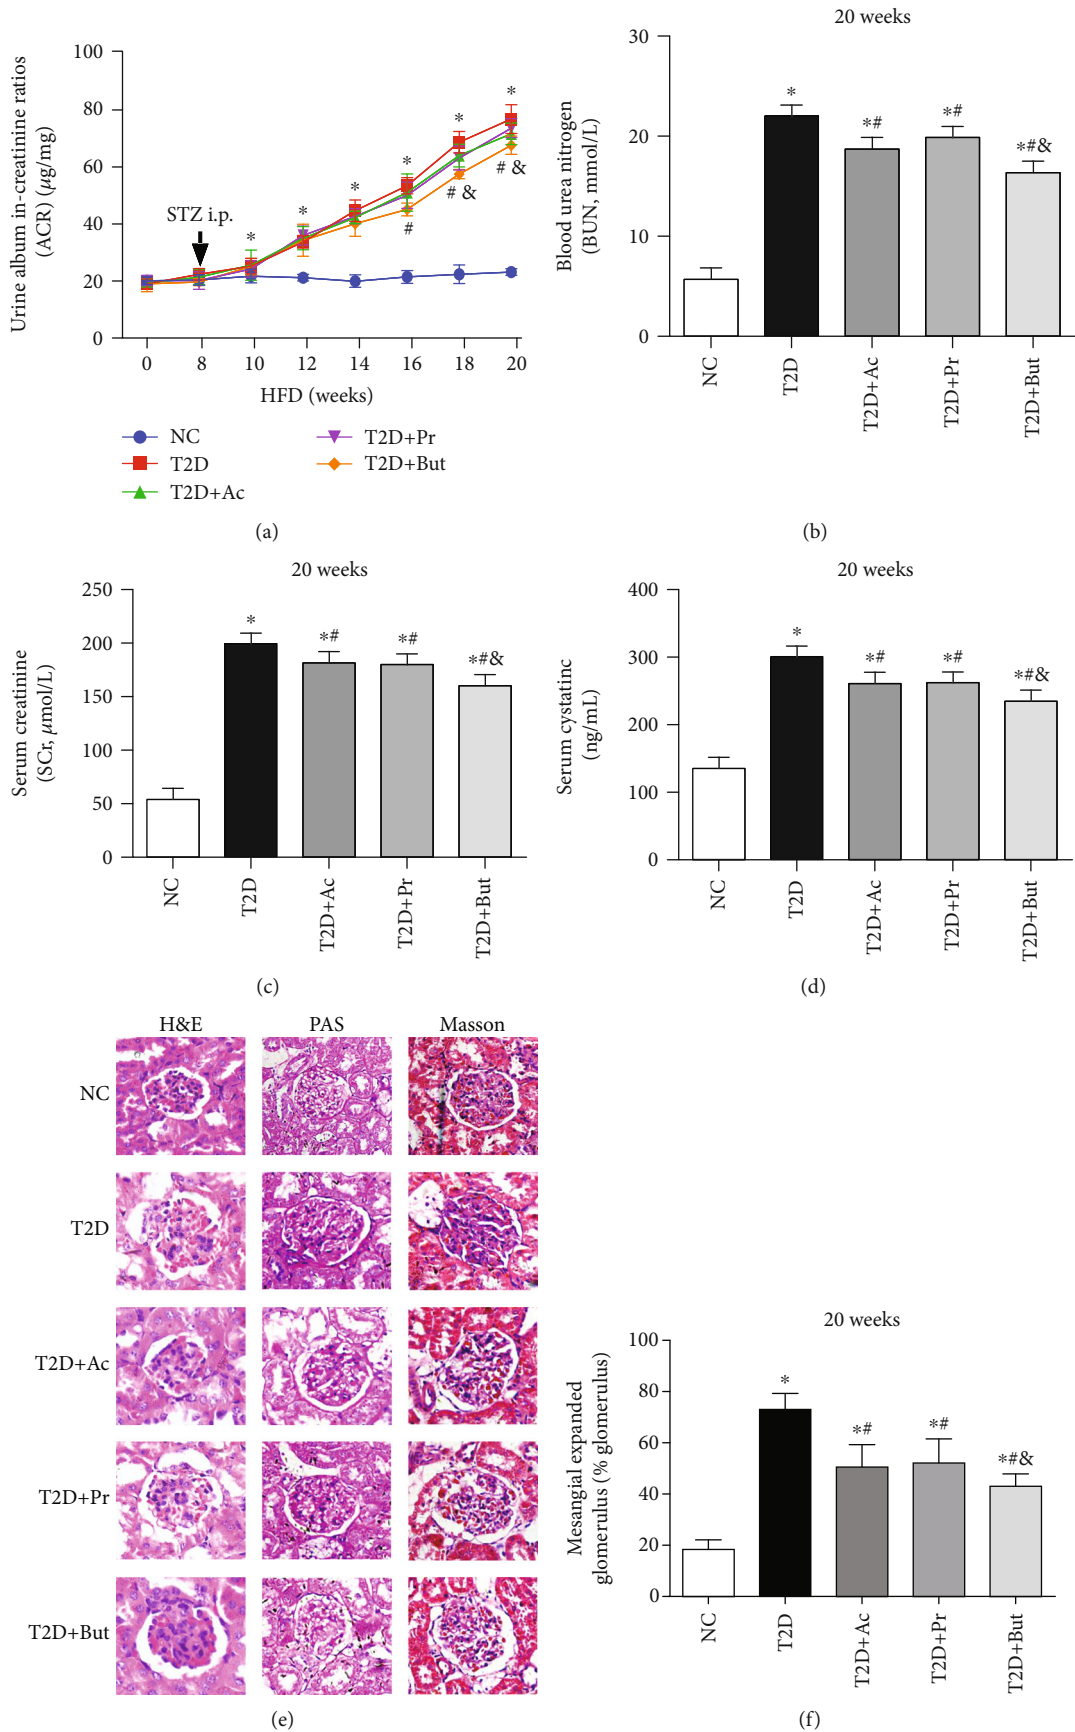 100
80
60
40
20
0
Urine album in-creatinine ratios
(ACR) (μg/mg)
STZ i.p.
* * * * * *
# # & # &
0 8 10 12 14 16 18 20
HFD (weeks)
NC
T2D
T2D+Ac
T2D+Pr
T2D+But
(a)
20 weeks
30
20
10
0
Blood urea nitrogen
(BUN, mmol/L)
* *# *# *#&
NC T2D T2D+Ac T2D+Pr T2D+But
(b)
20 weeks
250
200
150
100
50
0
Serum creatinine
(SCr, μmol/L)
* *# *# *#&
NC T2D T2D+Ac T2D+Pr T2D+But
(c)
20 weeks
400
300
200
100
0
Serum cystatinc
(ng/mL)
* *# *# *#&
NC T2D T2D+Ac T2D+Pr T2D+But
(d)
H&E PAS Masson
NC
T2D
T2D+Ac
T2D+Pr
T2D+But
(e)
20 weeks
100
80
60
40
20
0
Mesangial expanded
glomerulus (% glomerulus)
* *# *# *#&
NC T2D T2D+Ac T2D+Pr T2D+But
(f)